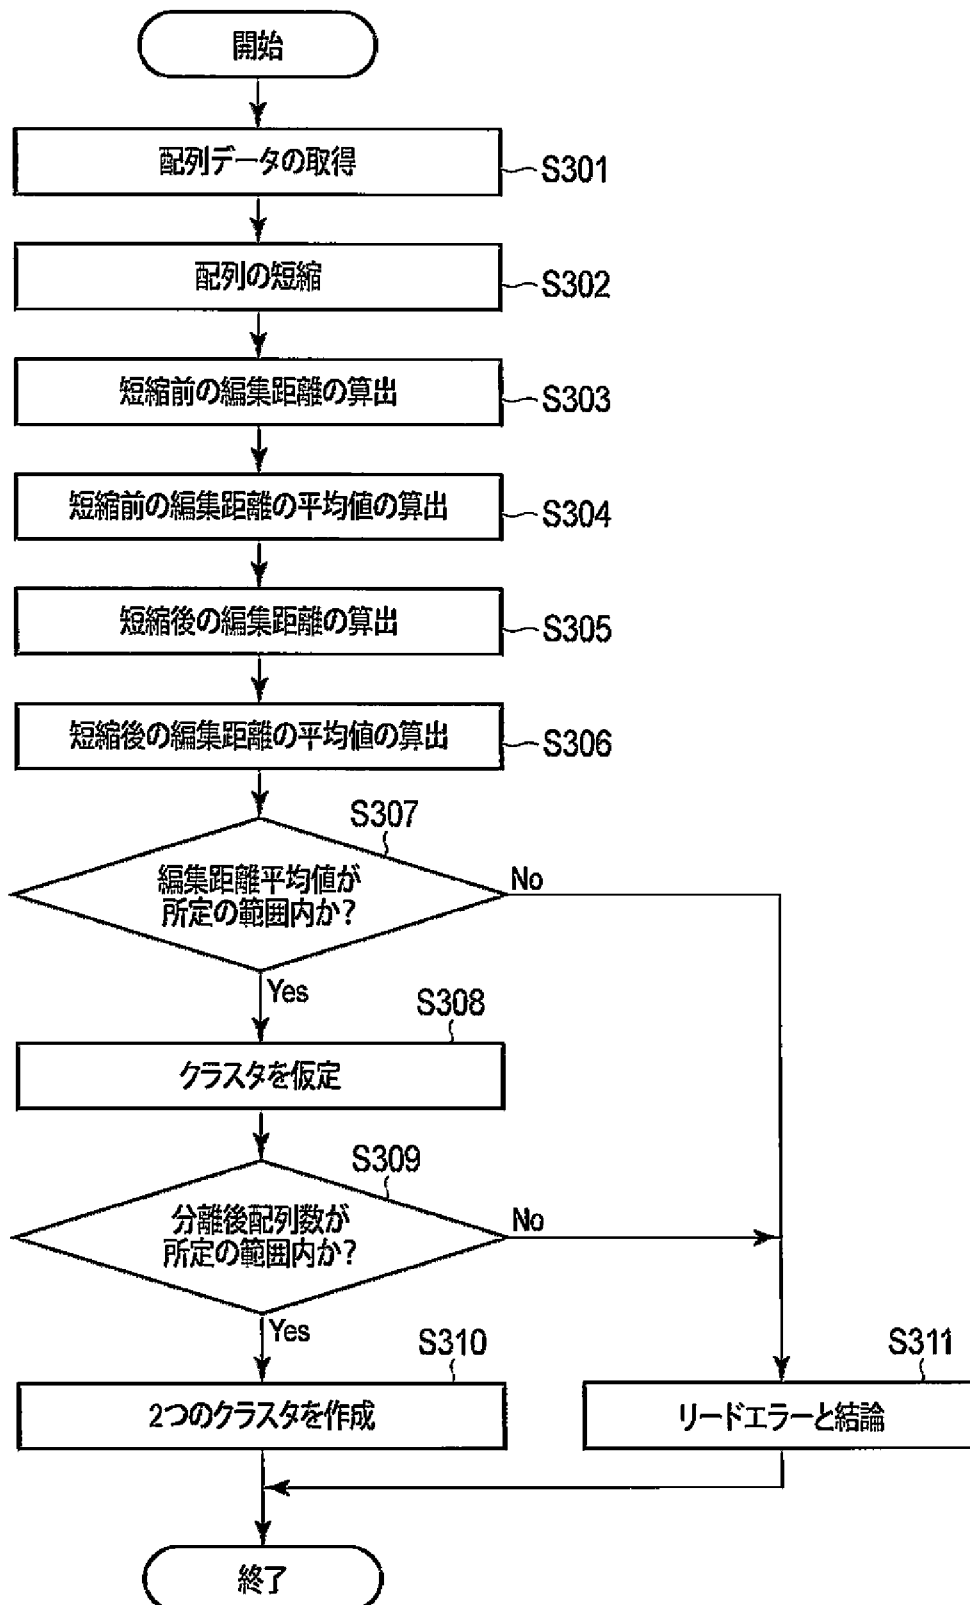 開始
配列データの取得
S301
配列の短縮
S302
短縮前の編集距離の算出
S303
短縮前の編集距離の平均値の算出
S304
短縮後の編集距離の算出
S305
短縮後の編集距離の平均値の算出
S306
S307
編集距離平均値が
所定の範囲内か?
No
Yes
S308
クラスタを仮定
S309
分離後配列数が
所定の範囲内か?
No
Yes
S310
2つのクラスタを作成
S311
リードエラーと結論
終了